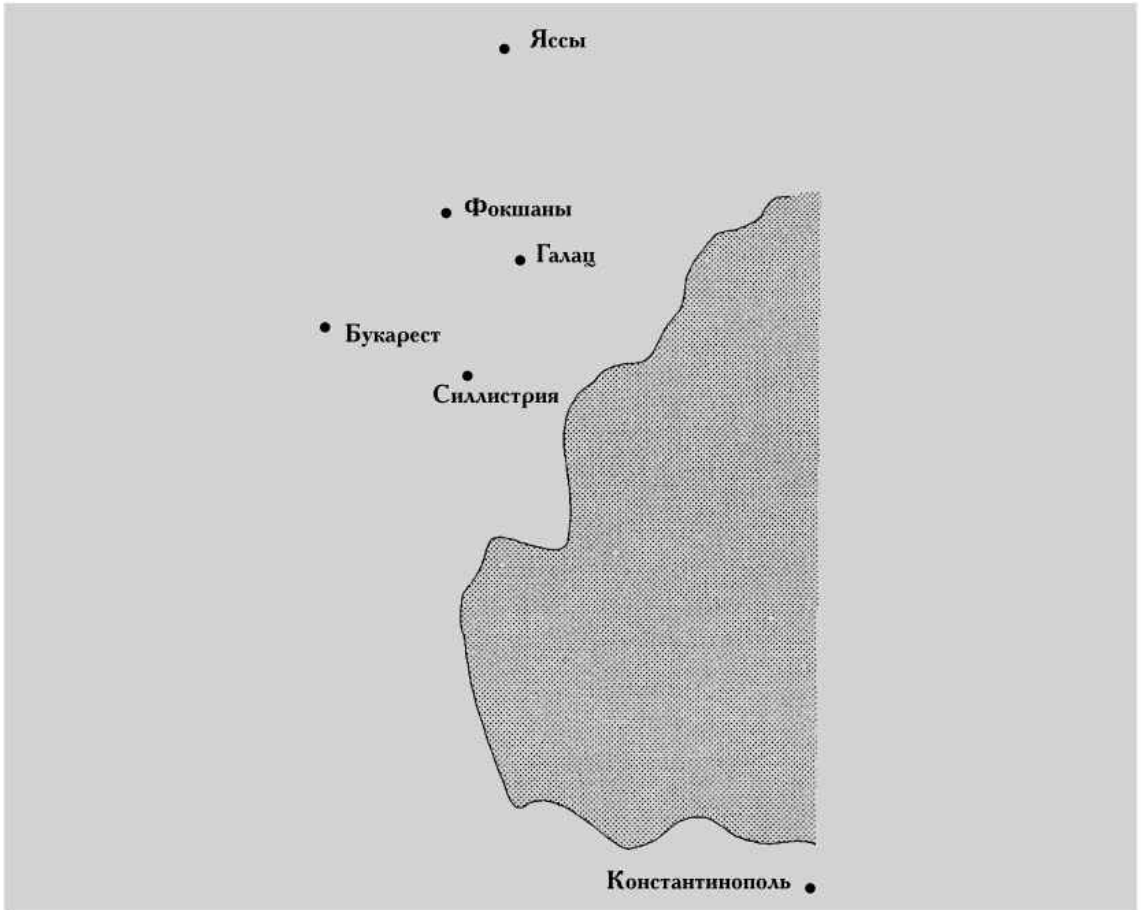 Яссы
Фокшаны
Галац
Букарест
Силлистрия
Константинополь